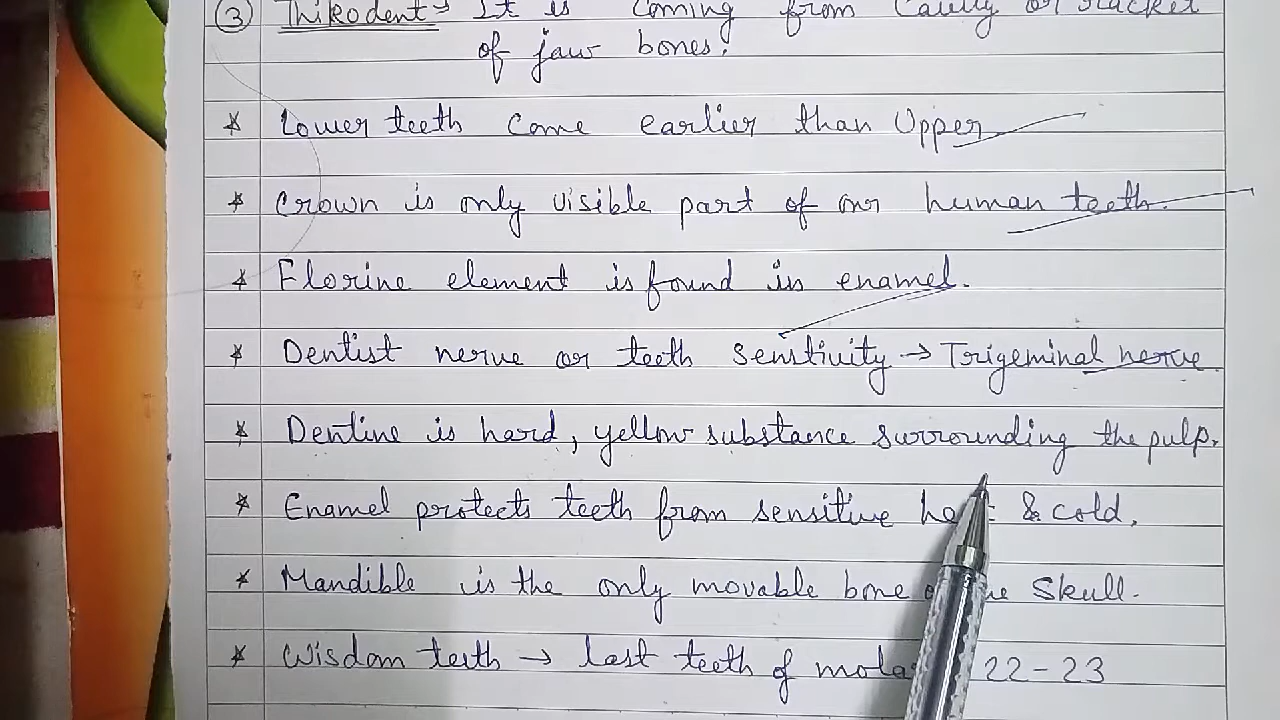 ③ Thikodent → It is coming from Cavity or
of jaw bones.
* Lower teeth come earlier than Upper
* Crown is only visible part of our human teeth.
* Florine element is found in enamel.
* Dentist nerve or teeth sensitivity → Trigeminal nerve.
* Dentine is hard, yellow substance surrounding the pulp.
* Enamel protects teeth from sensitive & cold.
* Mandible is the only movable bone Skull.
* Wisdom teeth → last teeth of 22-23